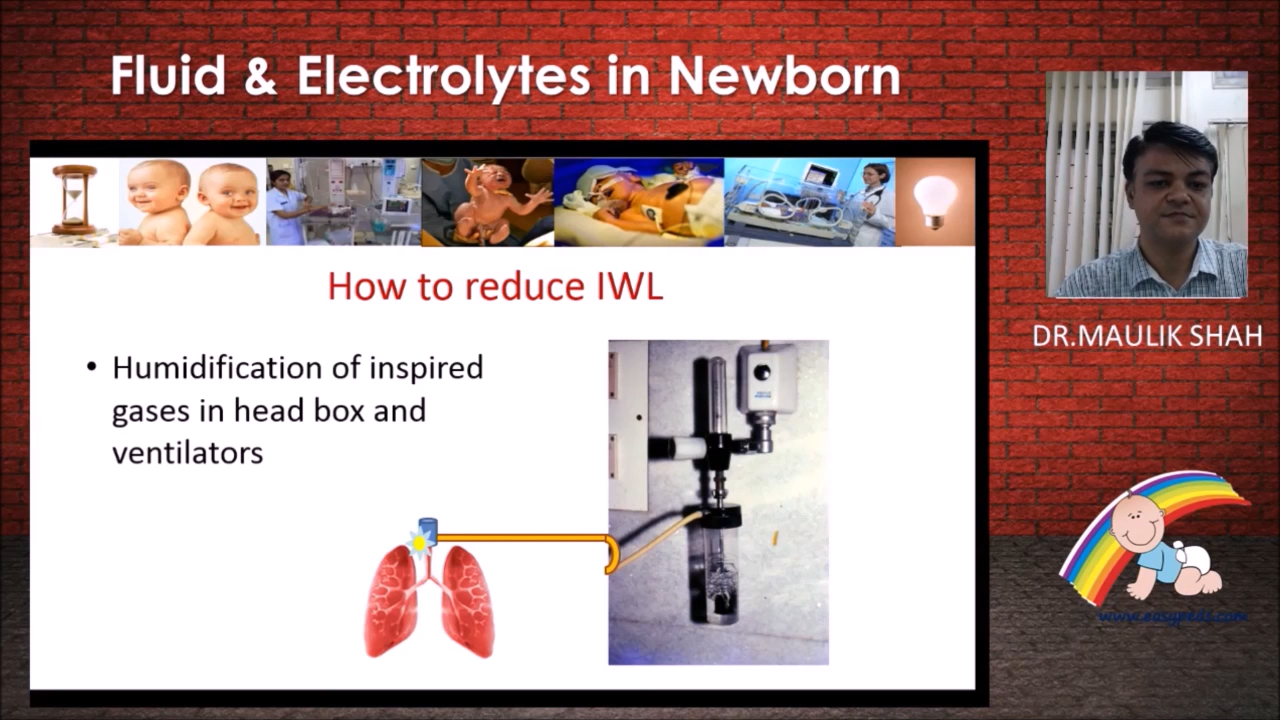 Fluid & Electrolytes in Newborn
How to reduce IWL
• Humidification of inspired
gases in head box and
ventilators
DR.MAULIK SHAH
www.easypeds.com